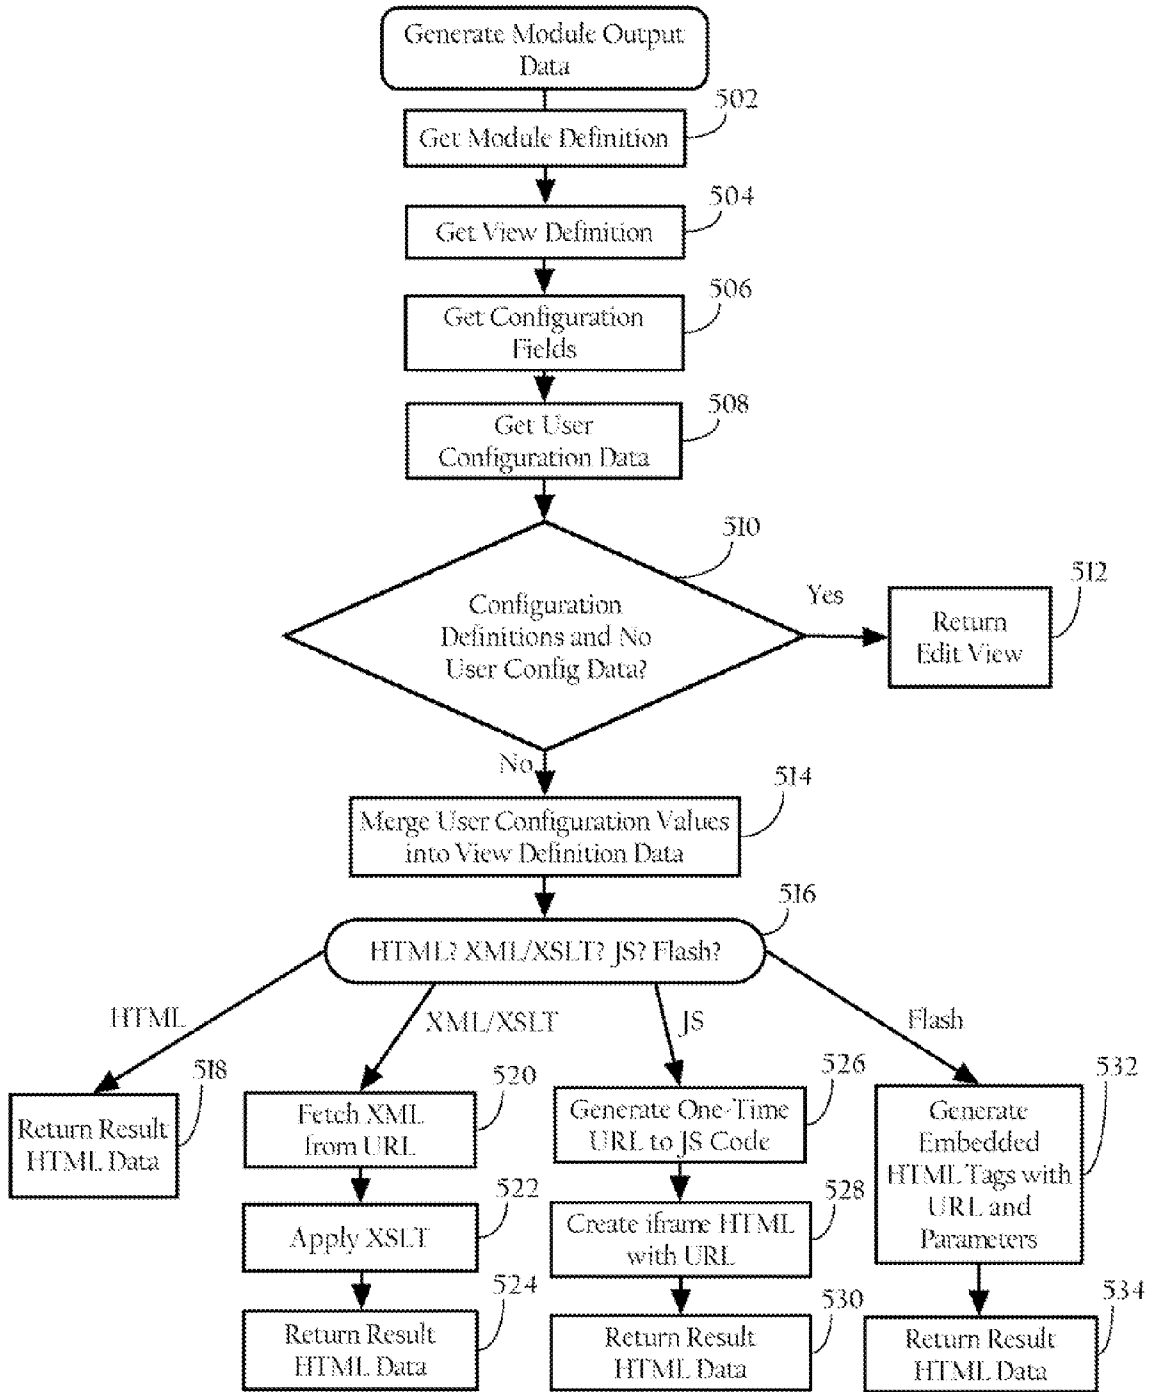 Generate Module Output
Data
502
Get Module Definition
504
Get View Definition
506
Get Configuration
Fields
508
Get User
Configuration Data
510
Configuration
Definitions and No
User Config Data?
Yes
512
Return
Edit View
No
514
Merge User Configuration Values
into View Definition Data
516
HTML? XML/XSLT? JS? Flash?
HTML
XML/XSLT
JS
Flash
518
Return Result
HTML Data
520
Fetch XML
from URL
522
Apply XSLT
524
Return Result
HTML Data
526
Generate One-Time
URL to JS Code
528
Create iframe HTML
with URL
530
Return Result
HTML Data
532
Generate
Embedded
HTML Tags with
URL and
Parameters
534
Return Result
HTML Data